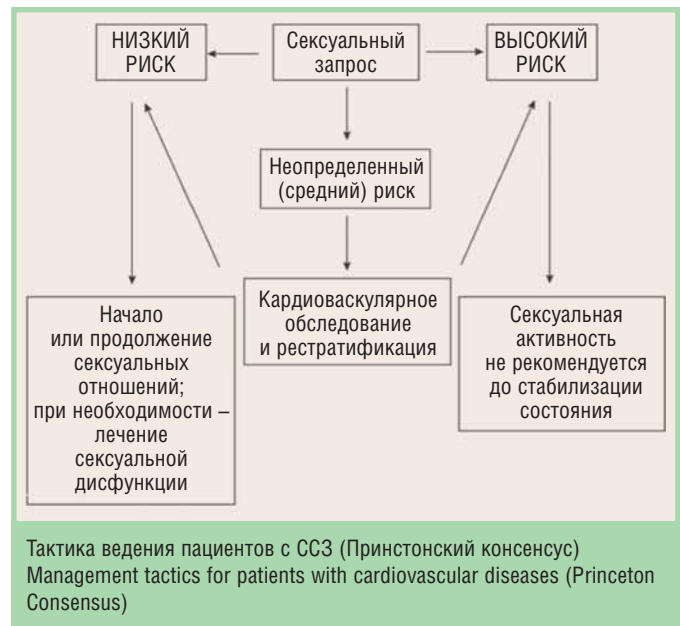 НИЗКИЙ
РИСК
Сексуальный
запрос
ВЫСОКИЙ
РИСК
Неопределенный
(средний) риск
Начало
или продолжение
сексуальных
отношений;
при необходимости –
лечение
сексуальной
дисфункции
Кардиоваскулярное
обследование
и рестратификация
Сексуальная
активность
не рекомендуется
до стабилизации
состояния
Тактика ведения пациентов с ССЗ (Принстонский консенсус)
Management tactics for patients with cardiovascular diseases (Princeton
Consensus)